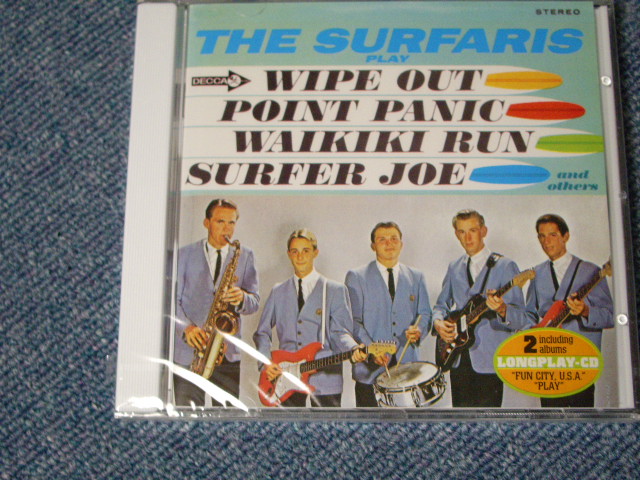 STEREO
THE SURFARIS
PLAY
DECCA
WIPE OUT
POINT PANIC
WAIKIKI RUN
SURFER JOE
and
others
2 including
albums
LONGPLAY-CD
"FUN CITY, U.S.A."
"PLAY"